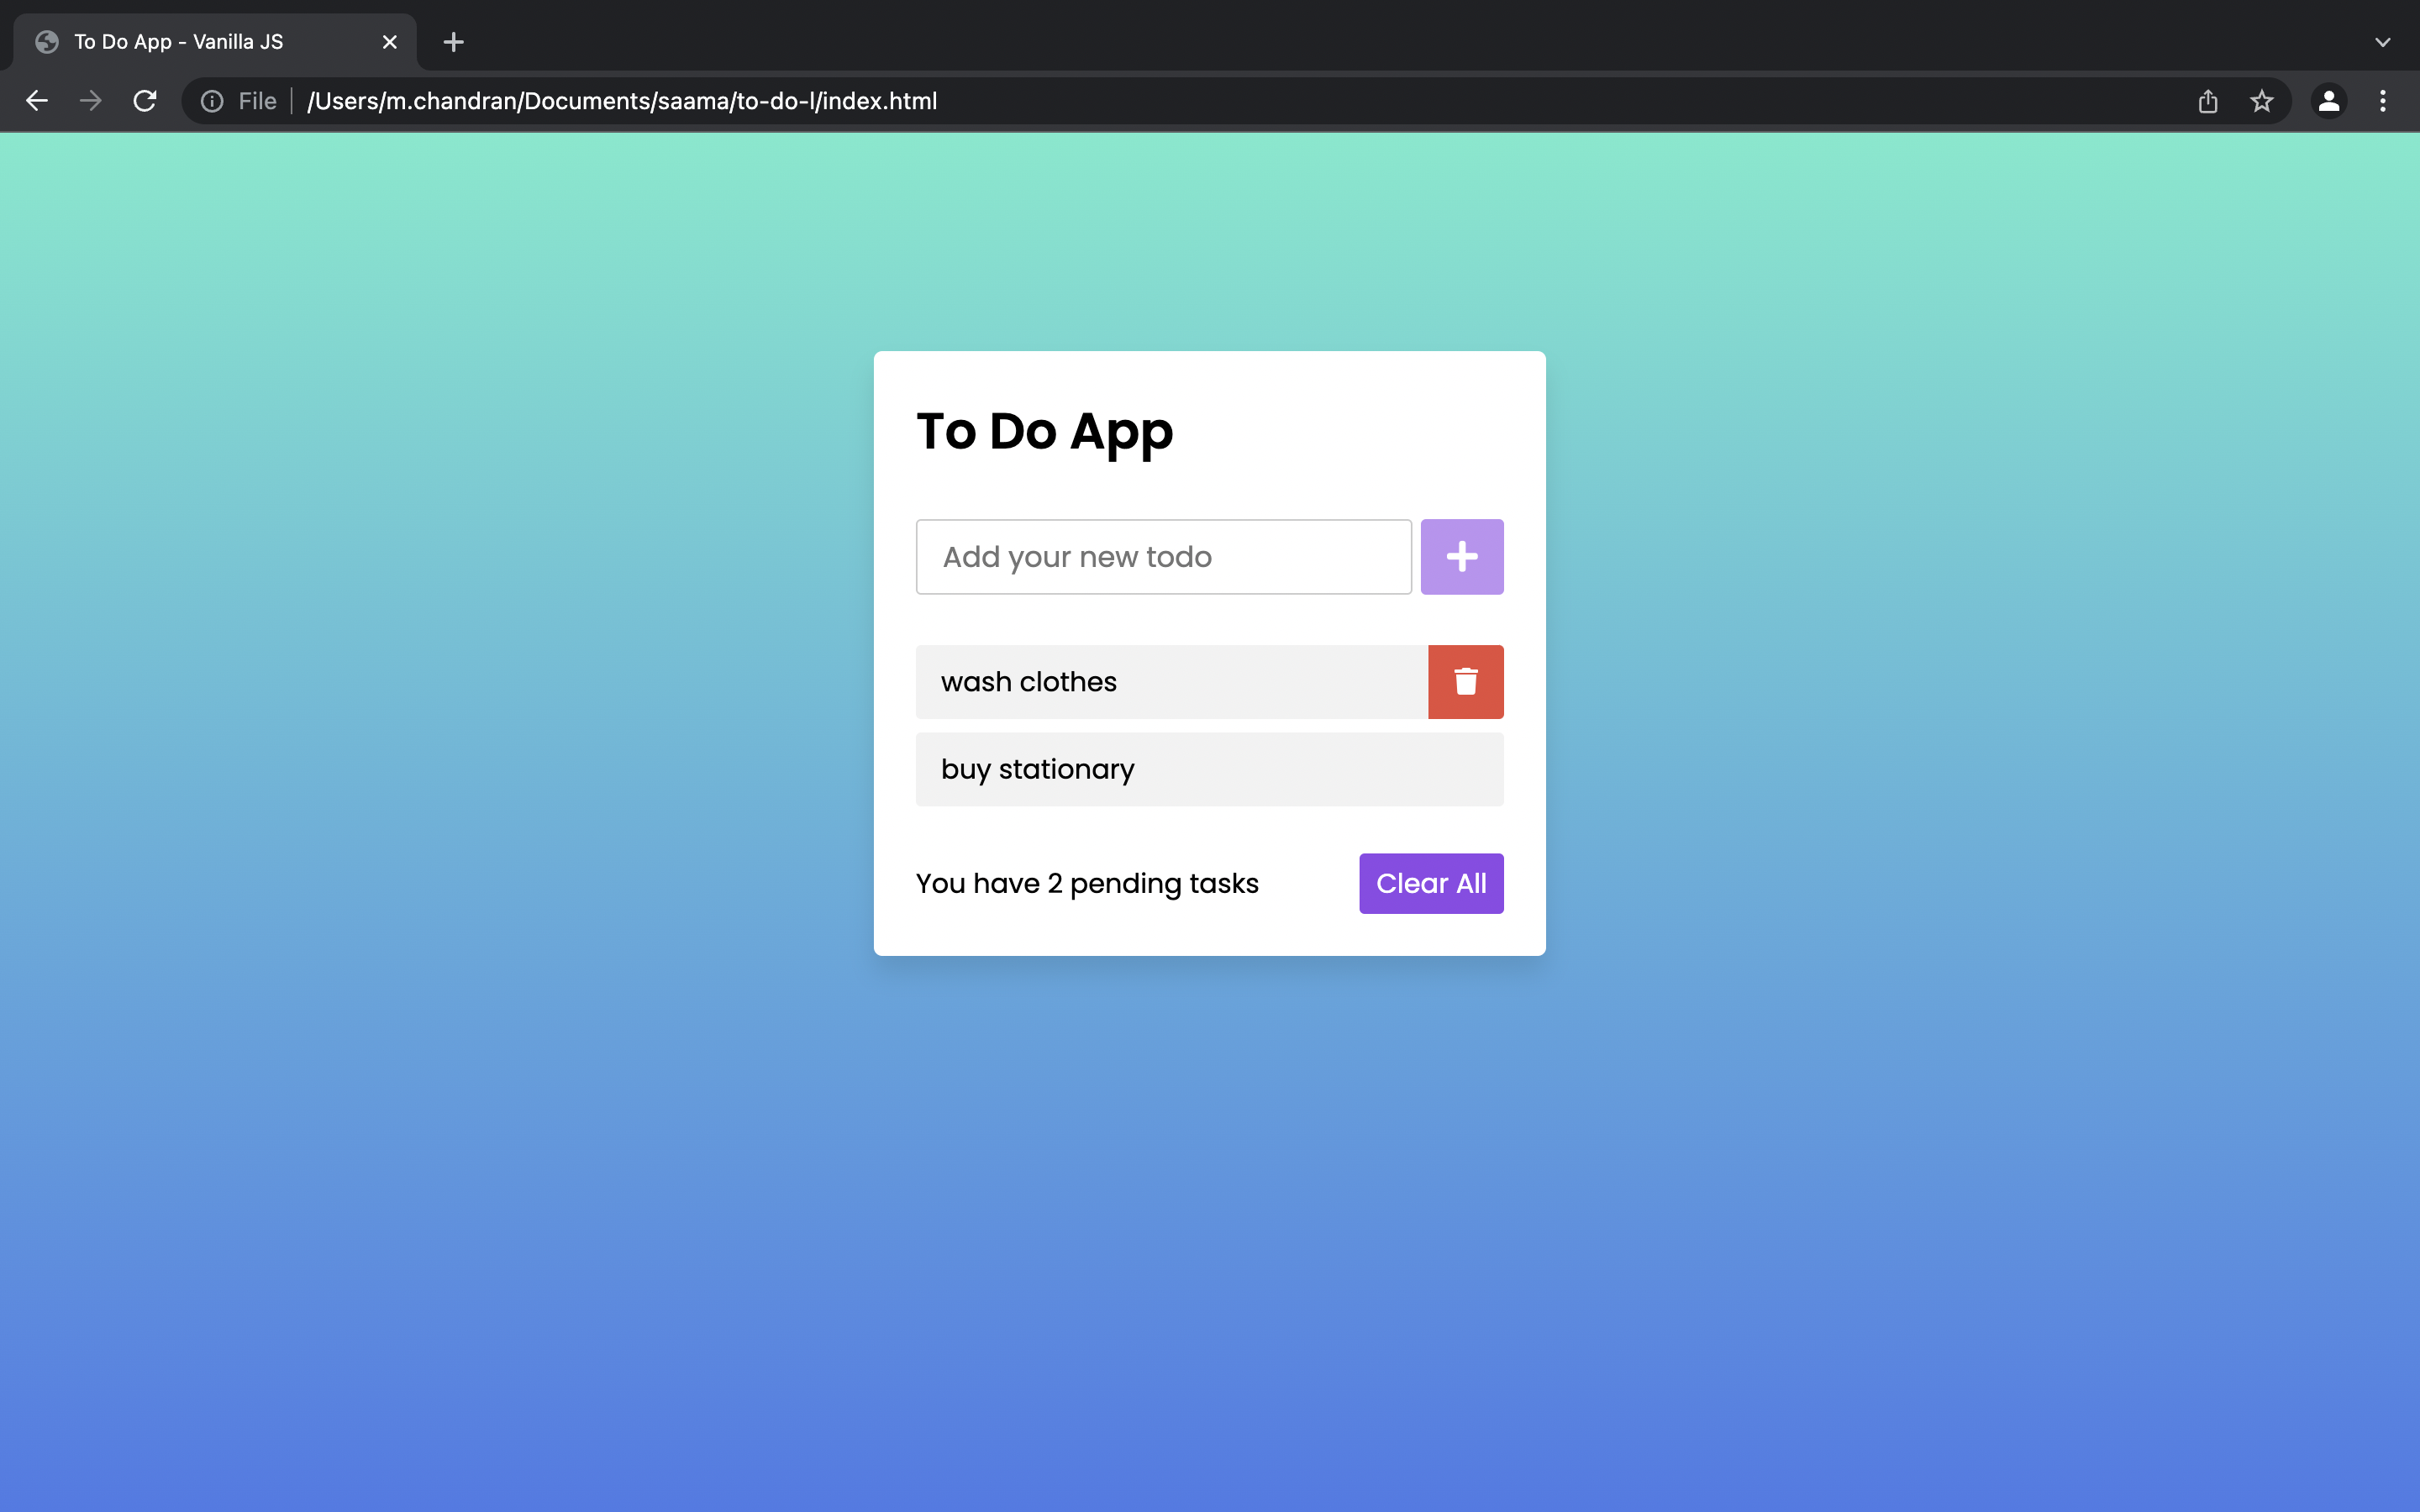 To Do App - Vanilla JS
File /Users/m.chandran/Documents/saama/to-do-l/index.html
To Do App
Add your new todo
wash clothes
buy stationary
You have 2 pending tasks Clear All